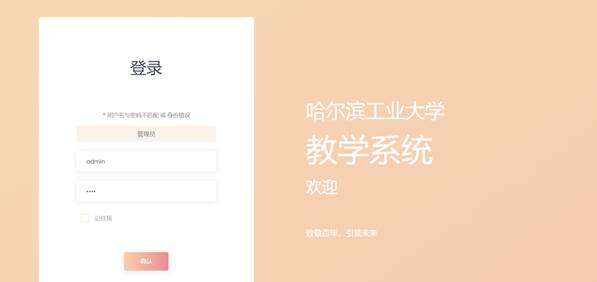 登录
* 用户名与密码不匹配 或 身份错误
管理员
admin
••••
记住我
确认
哈尔滨工业大学
教学系统
欢迎
致敬百年，引领未来